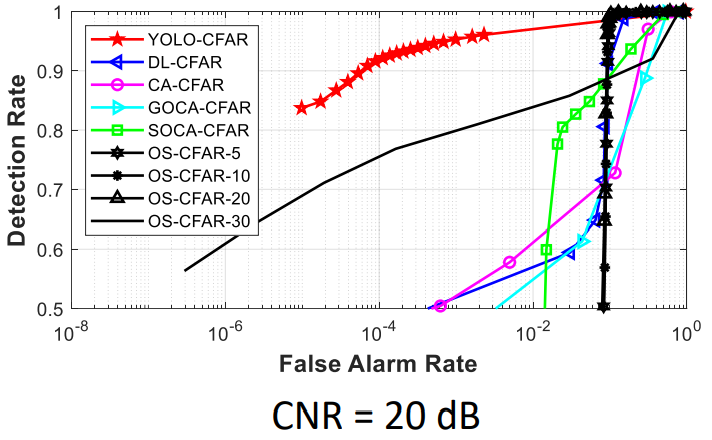 1
0.9
0.8
0.7
0.6
0.5
Detection Rate
YOLO-CFAR
DL-CFAR
CA-CFAR
GOCA-CFAR
SOCA-CFAR
OS-CFAR-5
OS-CFAR-10
OS-CFAR-20
OS-CFAR-30
10^-8 10^-6 10^-4 10^-2 10^0
False Alarm Rate
CNR = 20 dB